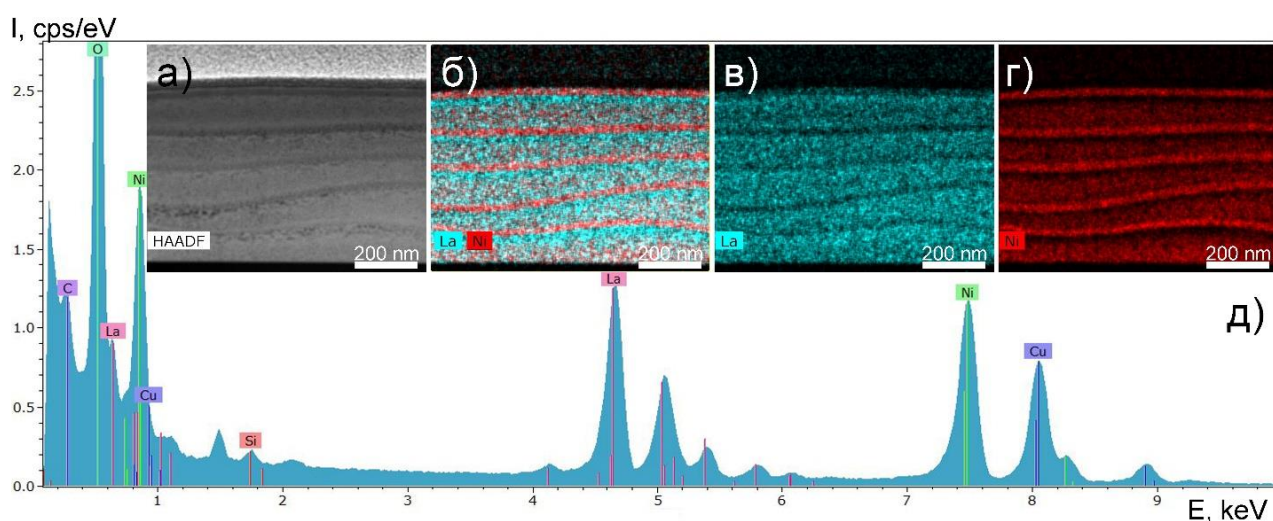 I, cps/eV
2.5
2.0
1.5
1.0
0.5
0.0
O
Ni
C
La
Cu
Si
La
Ni
Cu
а)
HAADF
200 nm
б)
La Ni
200 nm
в)
La
200 nm
г)
Ni
200 nm
д)
1 2 3 4 5 6 7 8 9
E, keV